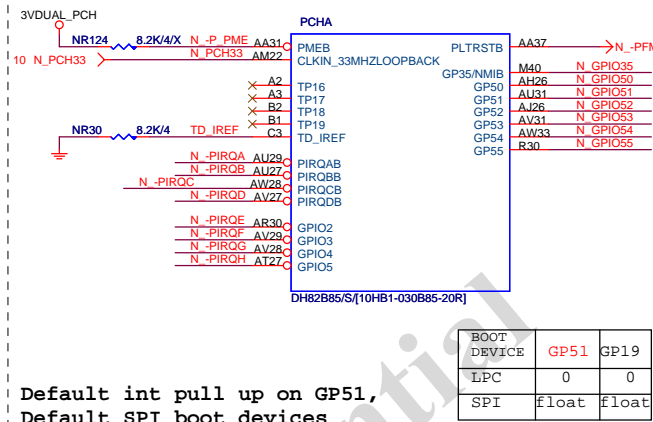 3VDUAL_PCH
PCHA
NR124 8.2K/4/X N_-P_PME AA31 PMEB PLTRSTB AA37
10 N_PCH33 N_PCH33 AM22 CLKIN_33MHZLOOPBACK
GP35/NMIB M40 N_GPIO35
A2 TP16 GP50 AH26 N_GPIO50
A3 TP17 GP51 AU31 N_GPIO51
B2 TP18 GP52 AJ26 N_GPIO52
B1 TP19 GP53 AV31 N_GPIO53
NR30 8.2K/4 TD_IREF C3 TD_IREF GP54 AW33 N_GPIO54
GP55 R30 N_GPIO55
N_-PIRQA AU29 PIRQAB
N_-PIRQB AU27 PIRQBB
N_-PIRQC AW28 PIRQCB
N_-PIRQD AV27 PIRQDB
N_-PIRQE AR30 GPIO2
N_-PIRQF AV29 GPIO3
N_-PIRQG AV28 GPIO4
N_-PIRQH AT27 GPIO5
DH82B85/S/[10HB1-030B85-20R]
BOOT
DEVICE GP51 GP19
LPC 0 0
SPI float float
Default int pull up on GP51,
Default SPI boot devices